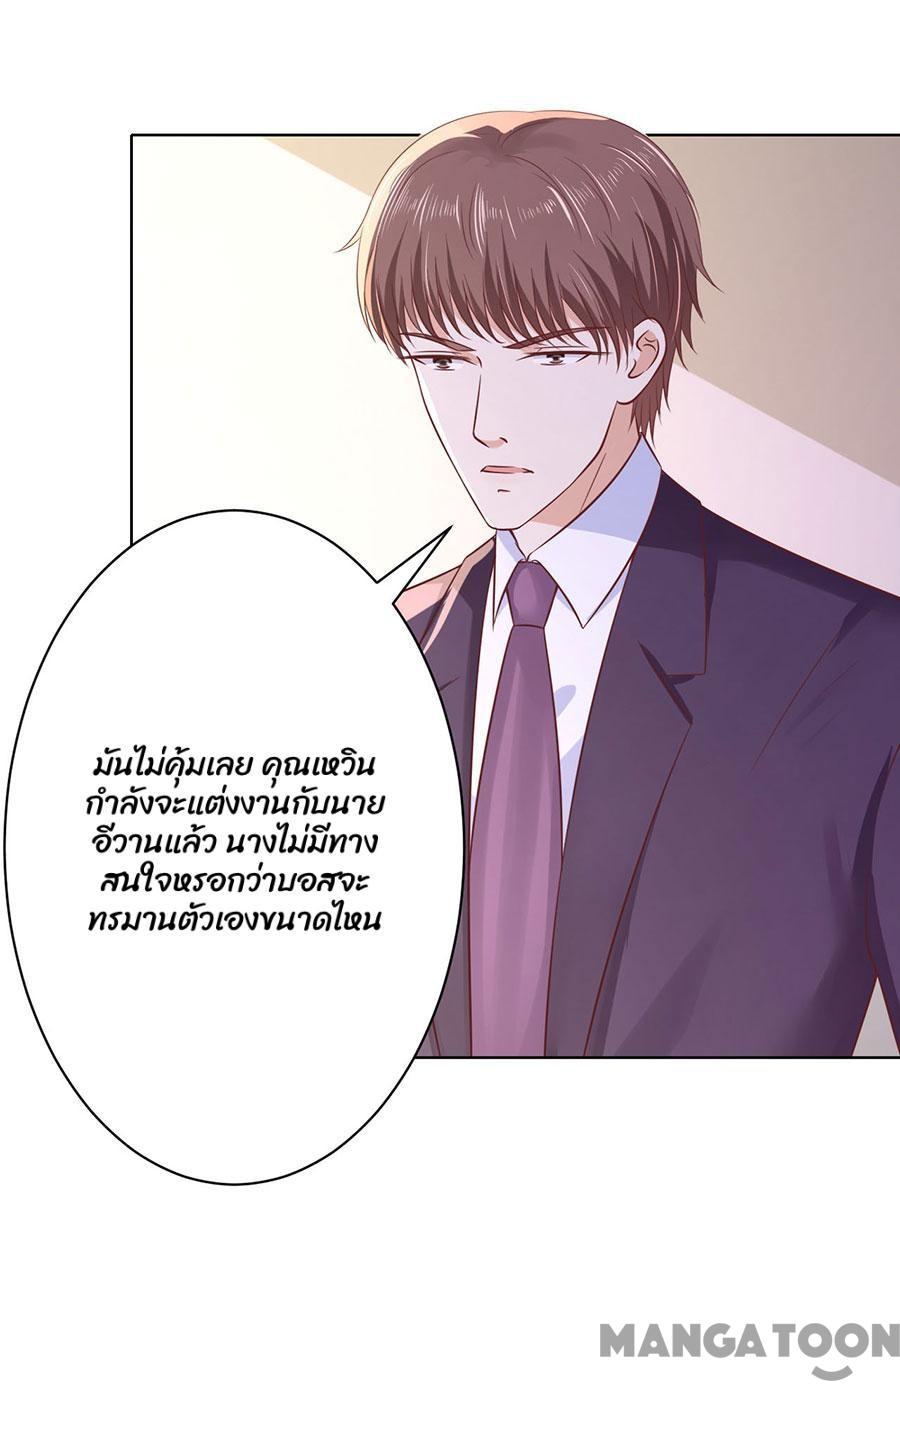 มันไม่คุ้มเลย คุณเหวิน
กำลังจะแต่งงานกับนาย
อีวานแล้ว นางไม่มีทาง
สนใจหรอกว่าบอสจะ
ทรมานตัวเองขนาดไหน
MANGATOON